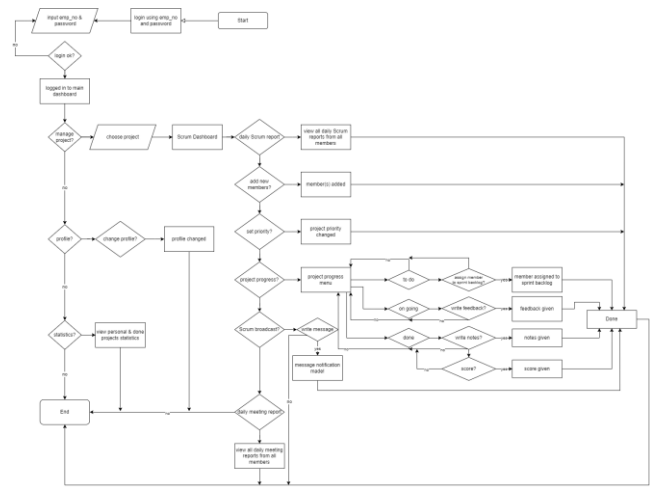 input emp_no &
password
login using emp_no
and password
Start
no
login ok?
logged in to main
dashboard
manage
project?
choose project
Scrum Dashboard
daily Scrum report
view all daily Scrum
reports from all
members
no
add new
members?
member(s) added
profile?
change profile?
profile changed
set priority?
project priority
changed
no
project progress?
project progress
menu
to do
assign member
to sprint backlog?
yes
member assigned to
sprint backlog
on going
write feedback?
yes
feedback given
Done
statistics?
view personal & done
projects statistics
Scrum broadcast?
write message
done
write notes?
yes
notes given
yes
message notification
score?
yes
score given
no
no
End
daily meeting report
view all daily meeting
reports from all
members